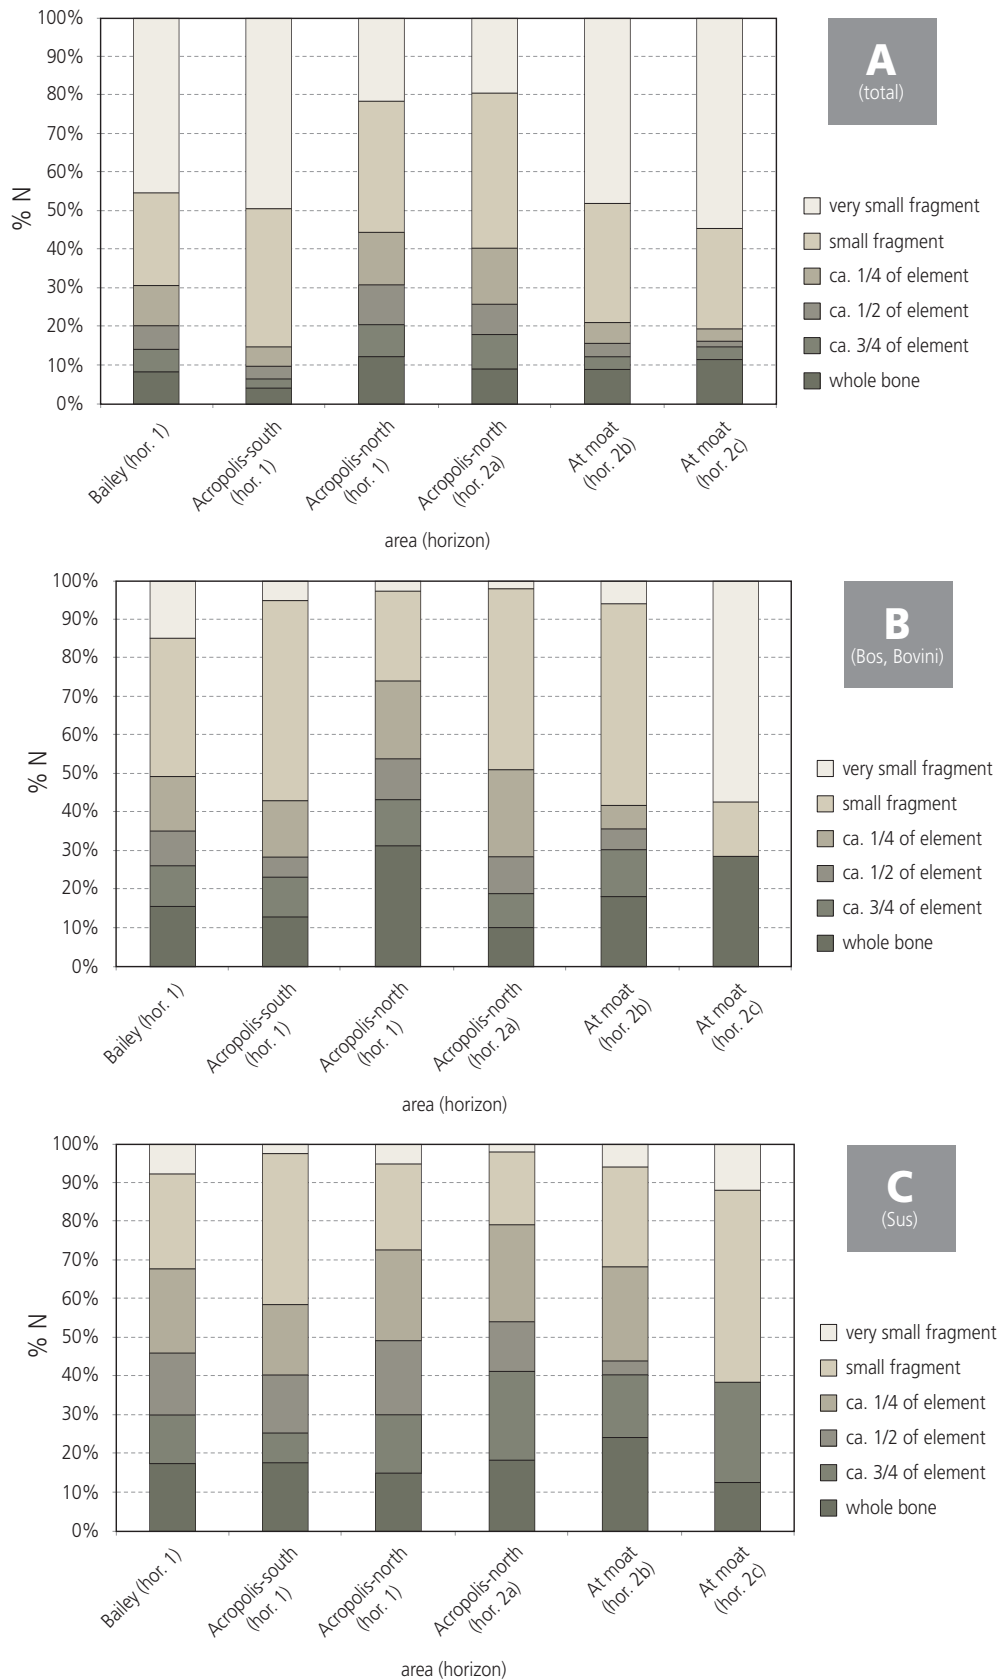 100%
90%
80%
70%
60%
50%
40%
30%
20%
10%
0%
% N
Bailey (hor. 1)
Acropolis-south
(hor. 1)
Acropolis-north
(hor. 1)
Acropolis-north
(hor. 2a)
At moat
(hor. 2b)
At moat
(hor. 2c)
area (horizon)
A
(total)
very small fragment
small fragment
ca. 1/4 of element
ca. 1/2 of element
ca. 3/4 of element
whole bone
100%
90%
80%
70%
60%
50%
40%
30%
20%
10%
0%
% N
Bailey (hor. 1)
Acropolis-south
(hor. 1)
Acropolis-north
(hor. 1)
Acropolis-north
(hor. 2a)
At moat
(hor. 2b)
At moat
(hor. 2c)
area (horizon)
B
(Bos, Bovini)
very small fragment
small fragment
ca. 1/4 of element
ca. 1/2 of element
ca. 3/4 of element
whole bone
100%
90%
80%
70%
60%
50%
40%
30%
20%
10%
0%
% N
Bailey (hor. 1)
Acropolis-south
(hor. 1)
Acropolis-north
(hor. 1)
Acropolis-north
(hor. 2a)
At moat
(hor. 2b)
At moat
(hor. 2c)
area (horizon)
C
(Sus)
very small fragment
small fragment
ca. 1/4 of element
ca. 1/2 of element
ca. 3/4 of element
whole bone